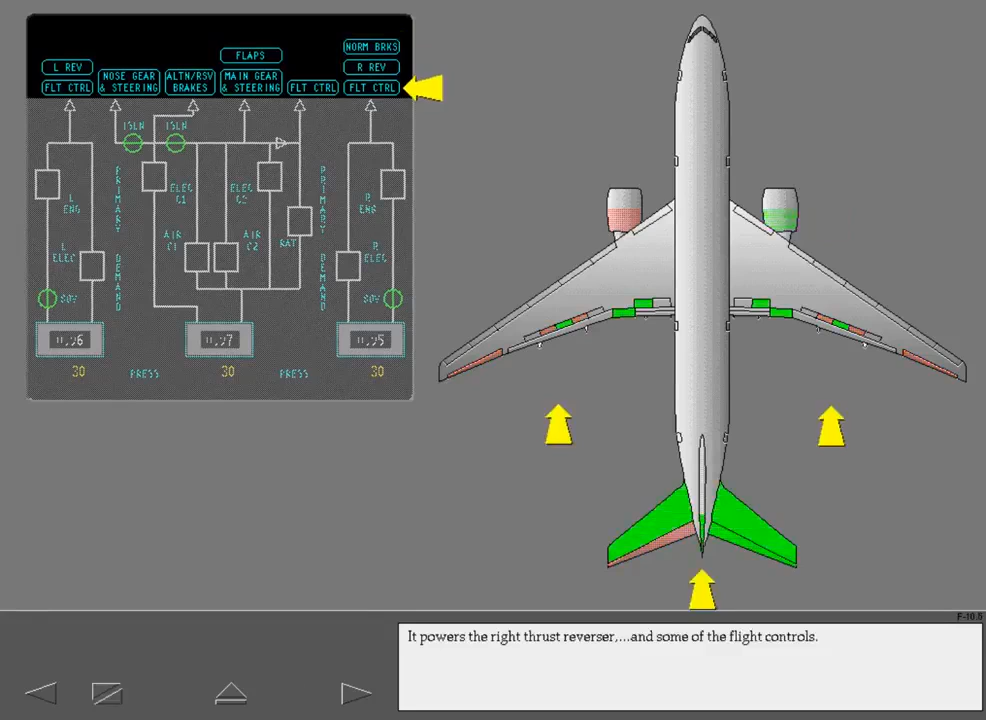 NORM BRKS
FLAPS
L REV
R REV
NOSE GEAR
& STEERING
ALTN/RSV
BRAKES
MAIN GEAR
& STEERING
FLT CTRL
FLT CTRL
FLT CTRL
ISLN
ISLN
PRIMARY
PRIMARY
ELEC
C1
ELEC
C2
L
ENG
R
ENG
AIR
C1
AIR
C2
RAT
L
ELEC
R
ELEC
DEMAND
DEMAND
SOV
SOV
30
PRESS
30
PRESS
30
F-10.5
It powers the right thrust reverser,...and some of the flight controls.